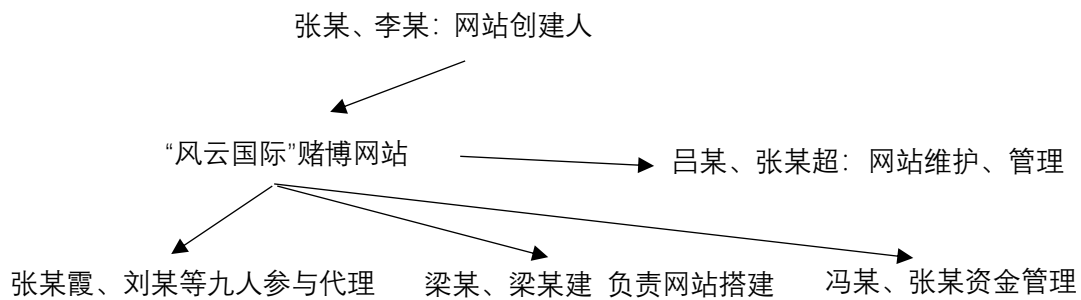 张某、李某：网站创建人
“风云国际”赌博网站
吕某、张某超：网站维护、管理
张某霞、刘某等九人参与代理
梁某、梁某建 负责网站搭建
冯某、张某资金管理